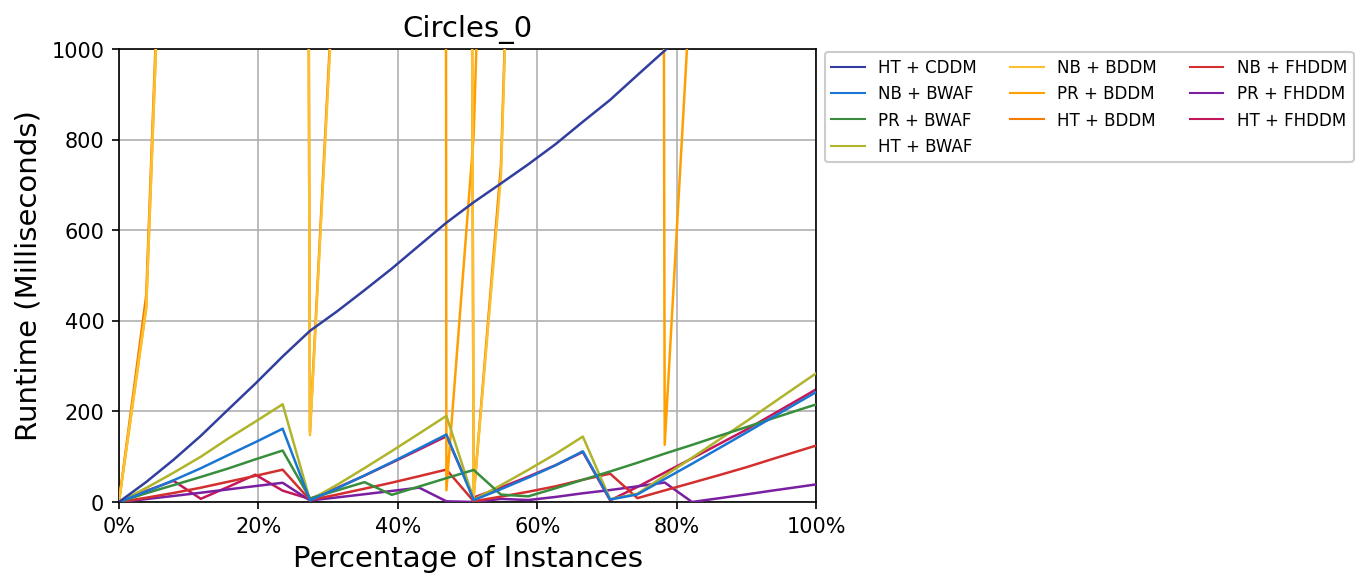 Circles_0
Runtime (Milliseconds)
1000
800
600
400
200
0
0% 20% 40% 60% 80% 100%
Percentage of Instances
HT + CDDM NB + BDDM NB + FHDDM
NB + BWAF PR + BDDM PR + FHDDM
PR + BWAF HT + BDDM HT + FHDDM
HT + BWAF